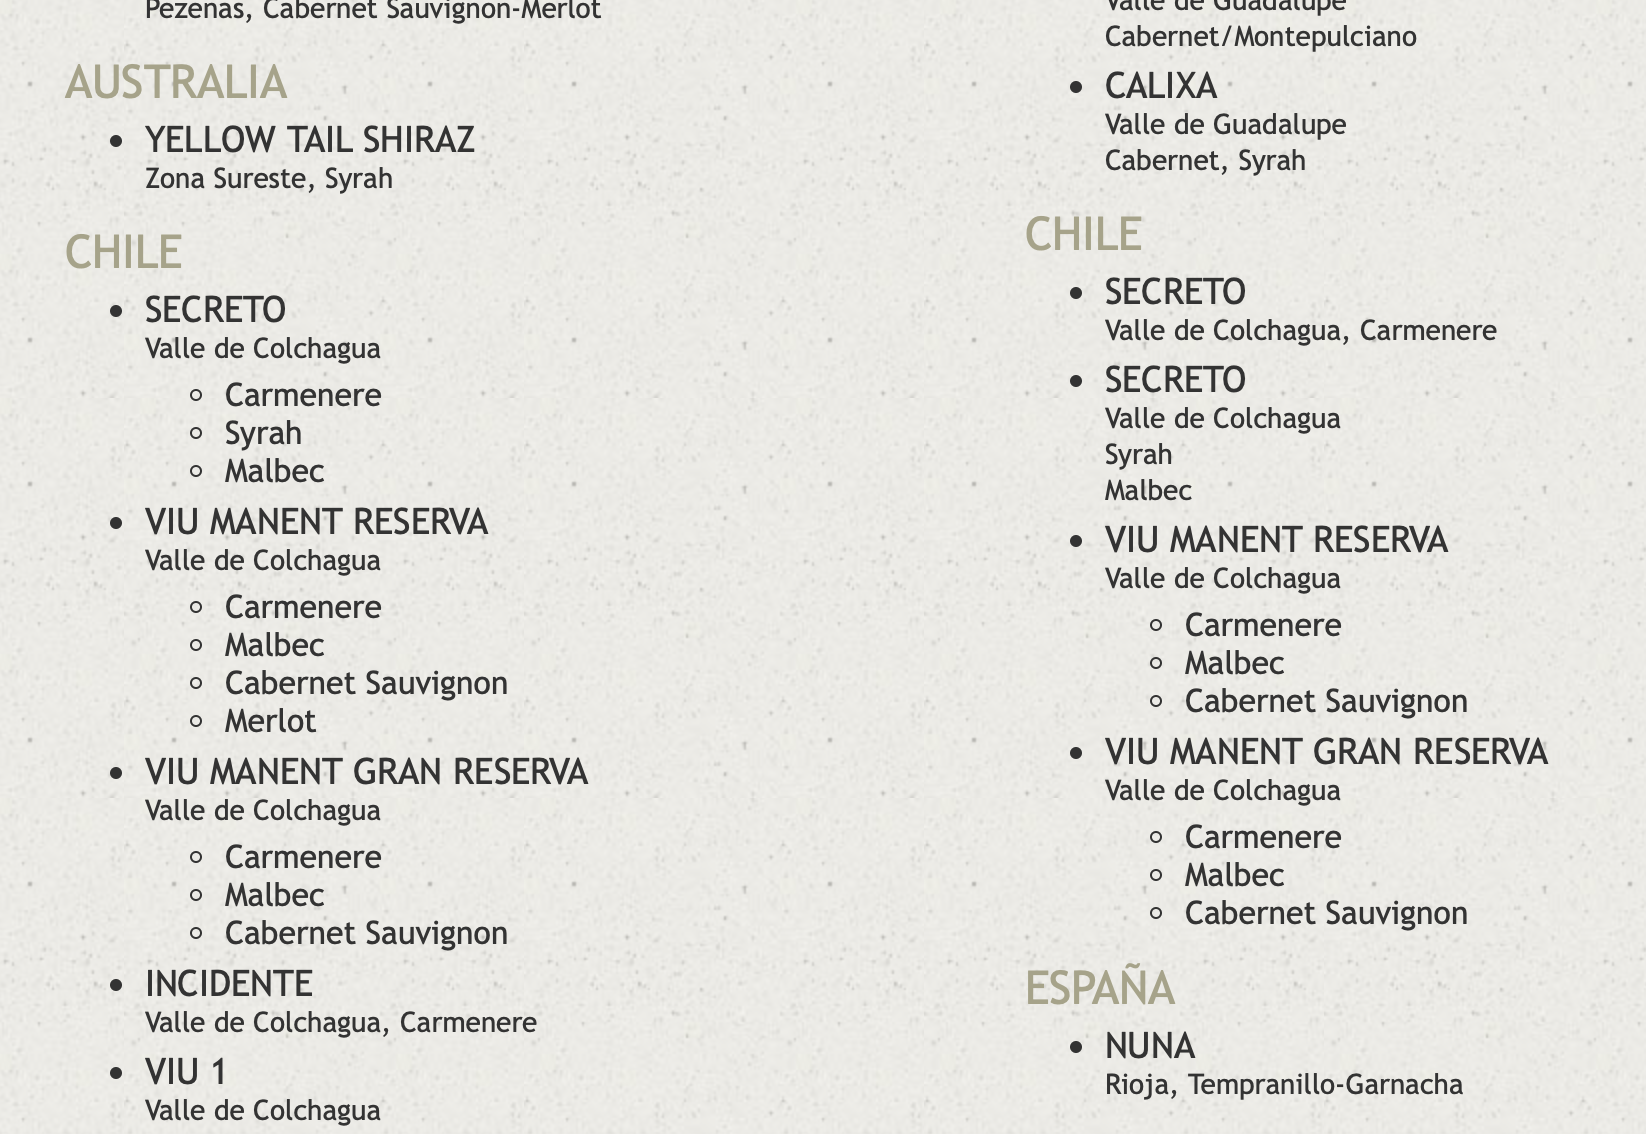 Pézenas, Cabernet Sauvignon-Merlot
AUSTRALIA
YELLOW TAIL SHIRAZ
Zona Sureste, Syrah
CHILE
SECRETO
Valle de Colchagua
Carmenere
Syrah
Malbec
VIU MANENT RESERVA
Valle de Colchagua
Carmenere
Malbec
Cabernet Sauvignon
Merlot
VIU MANENT GRAN RESERVA
Valle de Colchagua
Carmenere
Malbec
Cabernet Sauvignon
INCIDENTE
Valle de Colchagua, Carmenere
VIU 1
Valle de Colchagua
Valle de Guadalupe
Cabernet/Montepulciano
CALIXA
Valle de Guadalupe
Cabernet, Syrah
CHILE
SECRETO
Valle de Colchagua, Carmenere
SECRETO
Valle de Colchagua
Syrah
Malbec
VIU MANENT RESERVA
Valle de Colchagua
Carmenere
Malbec
Cabernet Sauvignon
VIU MANENT GRAN RESERVA
Valle de Colchagua
Carmenere
Malbec
Cabernet Sauvignon
ESPAÑA
NUNA
Rioja, Tempranillo-Garnacha